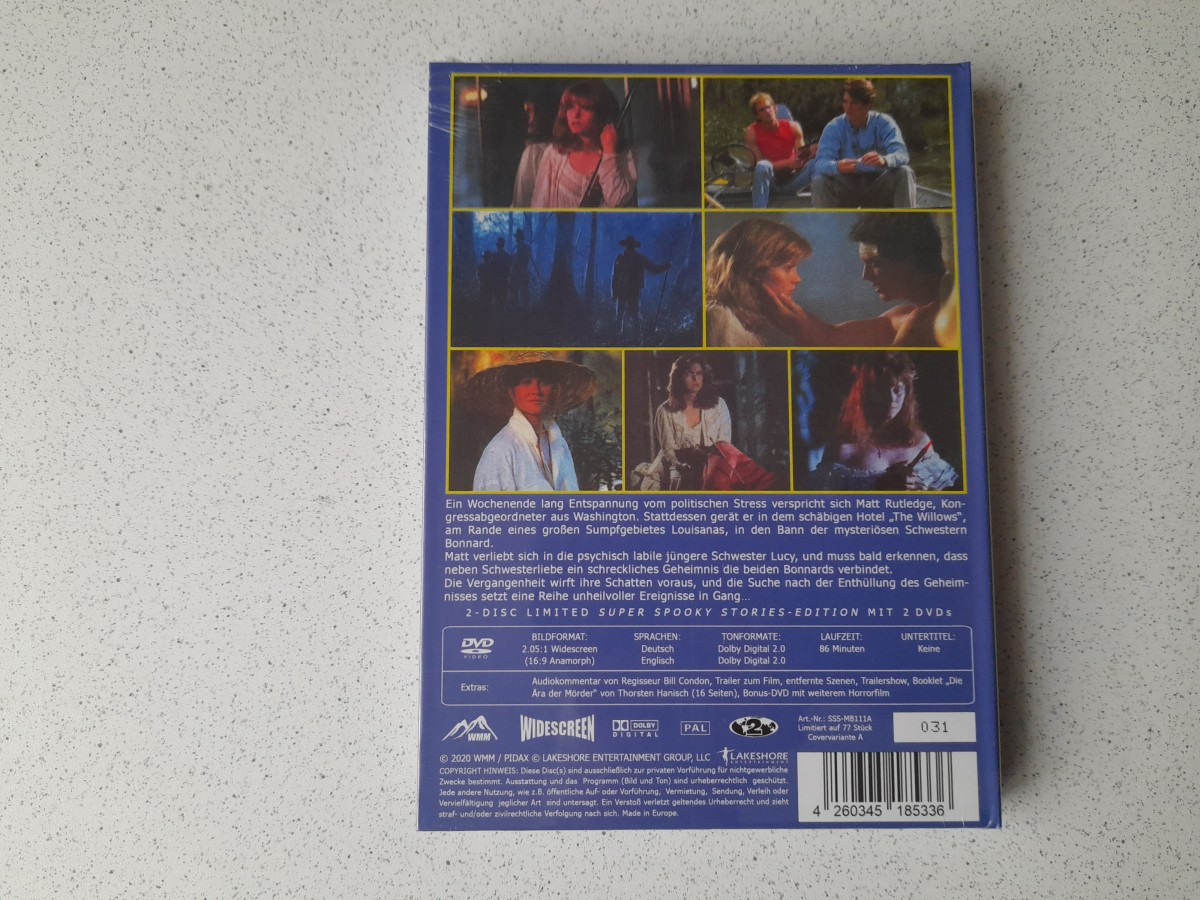 Ein Wochenende lang Entspannung vom politischen Stress verspricht sich Matt Rutledge, Kon-
gressabgeordneter aus Washington. Stattdessen gerät er in dem schäbigen Hotel „The Willows",
am Rande eines großen Sumpfgebietes Louisanas, in den Bann der mysteriösen Schwestern
Bonnard.
Matt verliebt sich in die psychisch labile jüngere Schwester Lucy, und muss bald erkennen, dass
neben Schwesterliebe ein schreckliches Geheimnis die beiden Bonnards verbindet.
Die Vergangenheit wirft ihre Schatten voraus, und die Suche nach der Enthüllung des Geheim-
nisses setzt eine Reihe unheilvoller Ereignisse in Gang...
2-DISC LIMITED SUPER SPOOKY STORIES-EDITION MIT 2 DVDs
DVD VIDEO
BILDFORMAT: SPRACHEN: TONFORMATE: LAUFZEIT: UNTERTITEL:
2.05:1 Widescreen Deutsch Dolby Digital 2.0 86 Minuten Keine
(16:9 Anamorph) Englisch Dolby Digital 2.0
Extras: Audiokommentar von Regisseur Bill Condon, Trailer zum Film, entfernte Szenen, Trailershow, Booklet „Die
Ära der Mörder" von Thorsten Hanisch (16 Seiten), Bonus-DVD mit weiterem Horrorfilm
WMM
WIDESCREEN
DOLBY
DIGITAL
PAL
2
Art.-Nr.: SSS-MB111A
Limitiert auf 77 Stück
Covervariante A
031
© 2020 WMM / PIDAX © LAKESHORE ENTERTAINMENT GROUP, LLC
LAKESHORE
ENTERTAINMENT
COPYRIGHT HINWEIS: Diese Disc(s) sind ausschließlich zur privaten Vorführung für nichtgewerbliche
Zwecke bestimmt. Ausstattung und das Programm (Bild und Ton) sind urheberrechtlich geschützt.
Jede andere Nutzung, wie z.B. öffentliche Auf- oder Vorführung, Vermietung, Sendung, Verleih oder
Vervielfältigung jeglicher Art sind untersagt. Ein Verstoß verletzt geltendes Urheberrecht und zieht
straf- und/oder zivilrechtliche Verfolgung nach sich. Made in Europe.
4 260345 185336